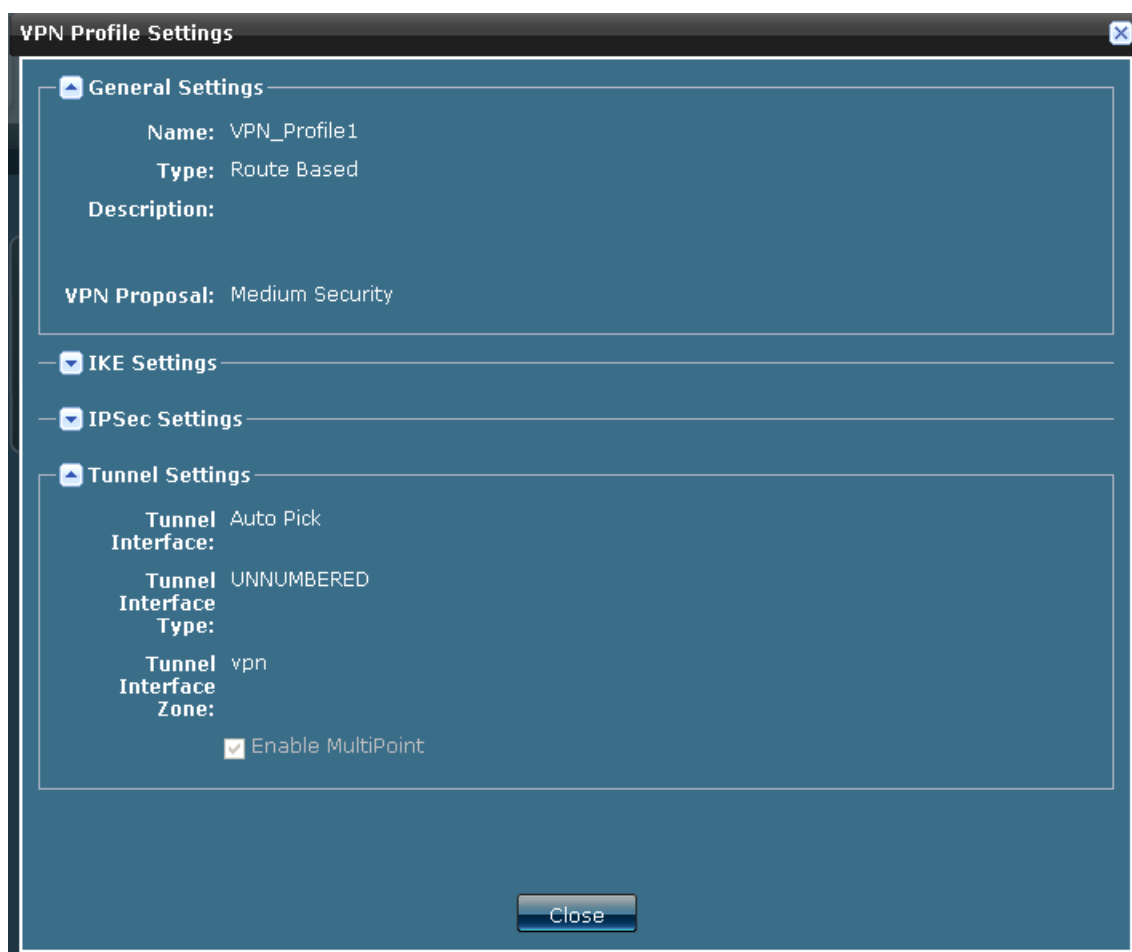 VPN Profile Settings
General Settings
Name: VPN_Profile1
Type: Route Based
Description:
VPN Proposal: Medium Security
IKE Settings
IPSec Settings
Tunnel Settings
Tunnel Auto Pick
Interface:
Tunnel UNNUMBERED
Interface
Type:
Tunnel vpn
Interface
Zone:
Enable MultiPoint
Close